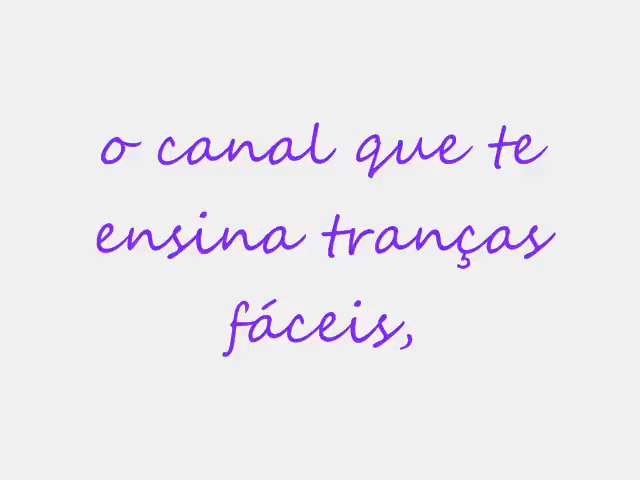 o canal que te
ensina tranças
fáceis,